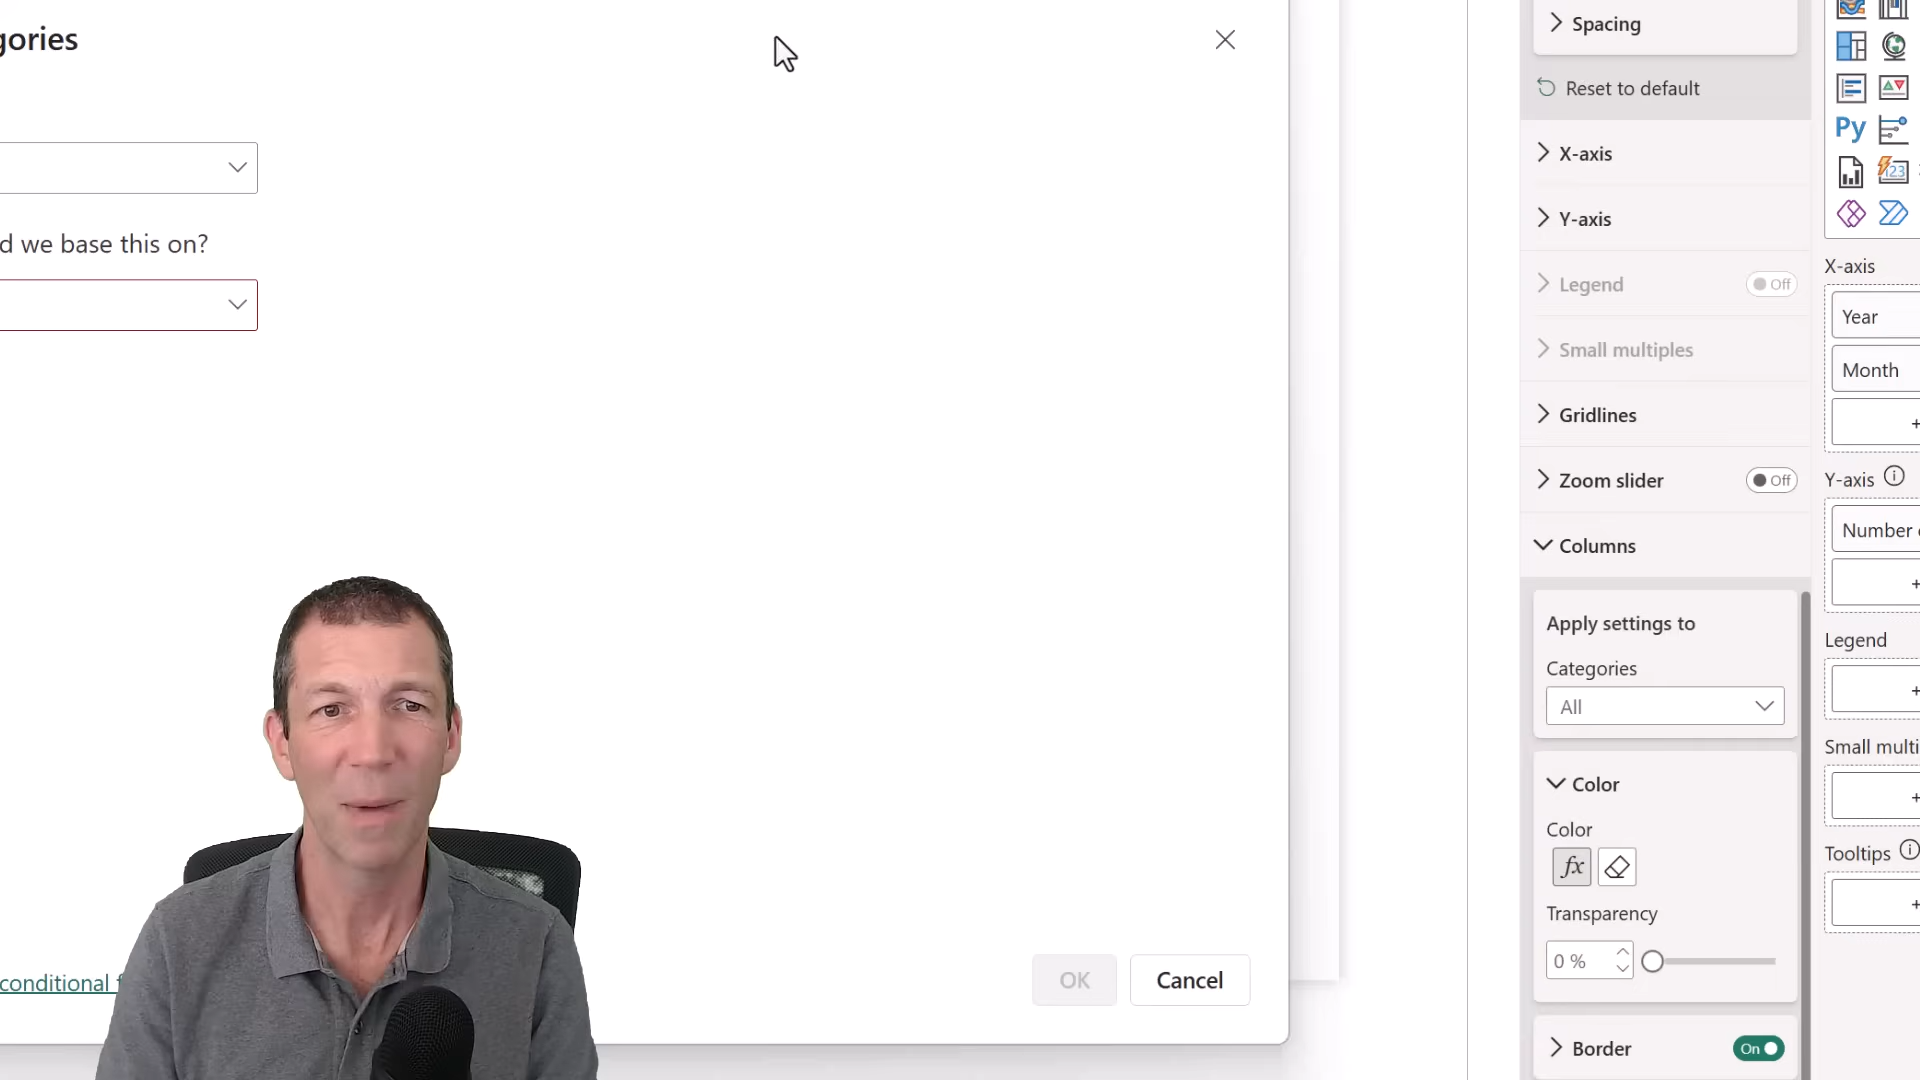 gories
d we base this on?
conditional f
OK
Cancel
Spacing
Reset to default
X-axis
Y-axis
Legend
Off
Small multiples
Gridlines
Zoom slider
Off
Columns
Apply settings to
Categories
All
Color
Color
fx
Transparency
0 %
Border
On
Py
123
X-axis
Year
Month
+
Y-axis
Number
+
Legend
+
Small multi
+
Tooltips
+